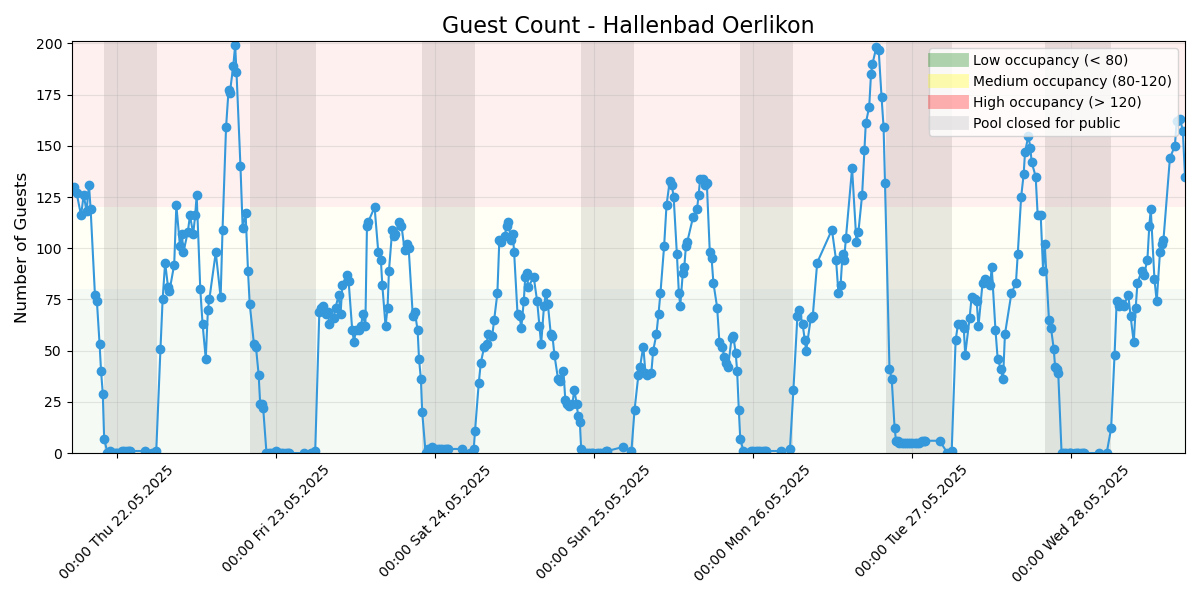 Guest Count - Hallenbad Oerlikon
Number of Guests
200
175
150
125
100
75
50
25
0
Low occupancy (< 80)
Medium occupancy (80-120)
High occupancy (> 120)
Pool closed for public
00:00 Thu 22.05.2025
00:00 Fri 23.05.2025
00:00 Sat 24.05.2025
00:00 Sun 25.05.2025
00:00 Mon 26.05.2025
00:00 Tue 27.05.2025
00:00 Wed 28.05.2025